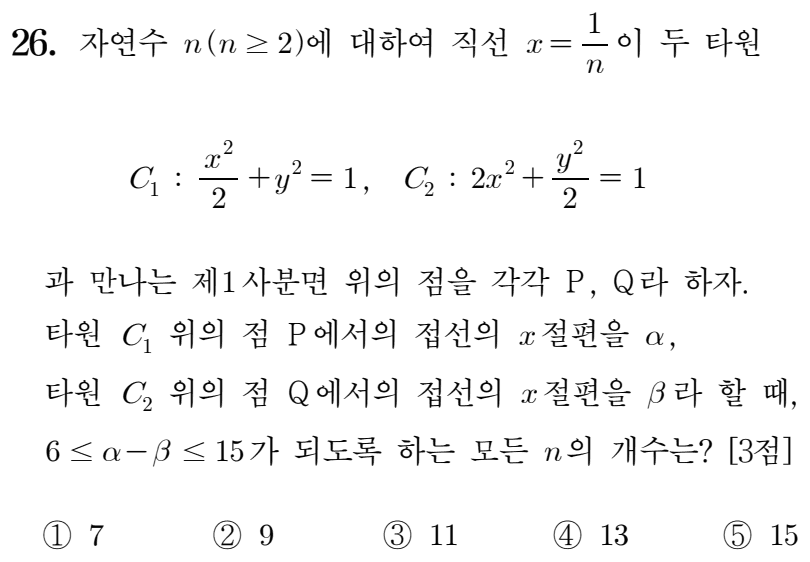 26. 자연수 n(n ≥ 2)에 대하여 직선 x = 1/n 이 두 타원
C₁ : x²/2 + y² = 1, C₂ : 2x² + y²/2 = 1
과 만나는 제1사분면 위의 점을 각각 P, Q라 하자.
타원 C₁ 위의 점 P에서의 접선의 x절편을 α,
타원 C₂ 위의 점 Q에서의 접선의 x절편을 β라 할 때,
6 ≤ α − β ≤ 15가 되도록 하는 모든 n의 개수는? [3점]
① 7 ② 9 ③ 11 ④ 13 ⑤ 15